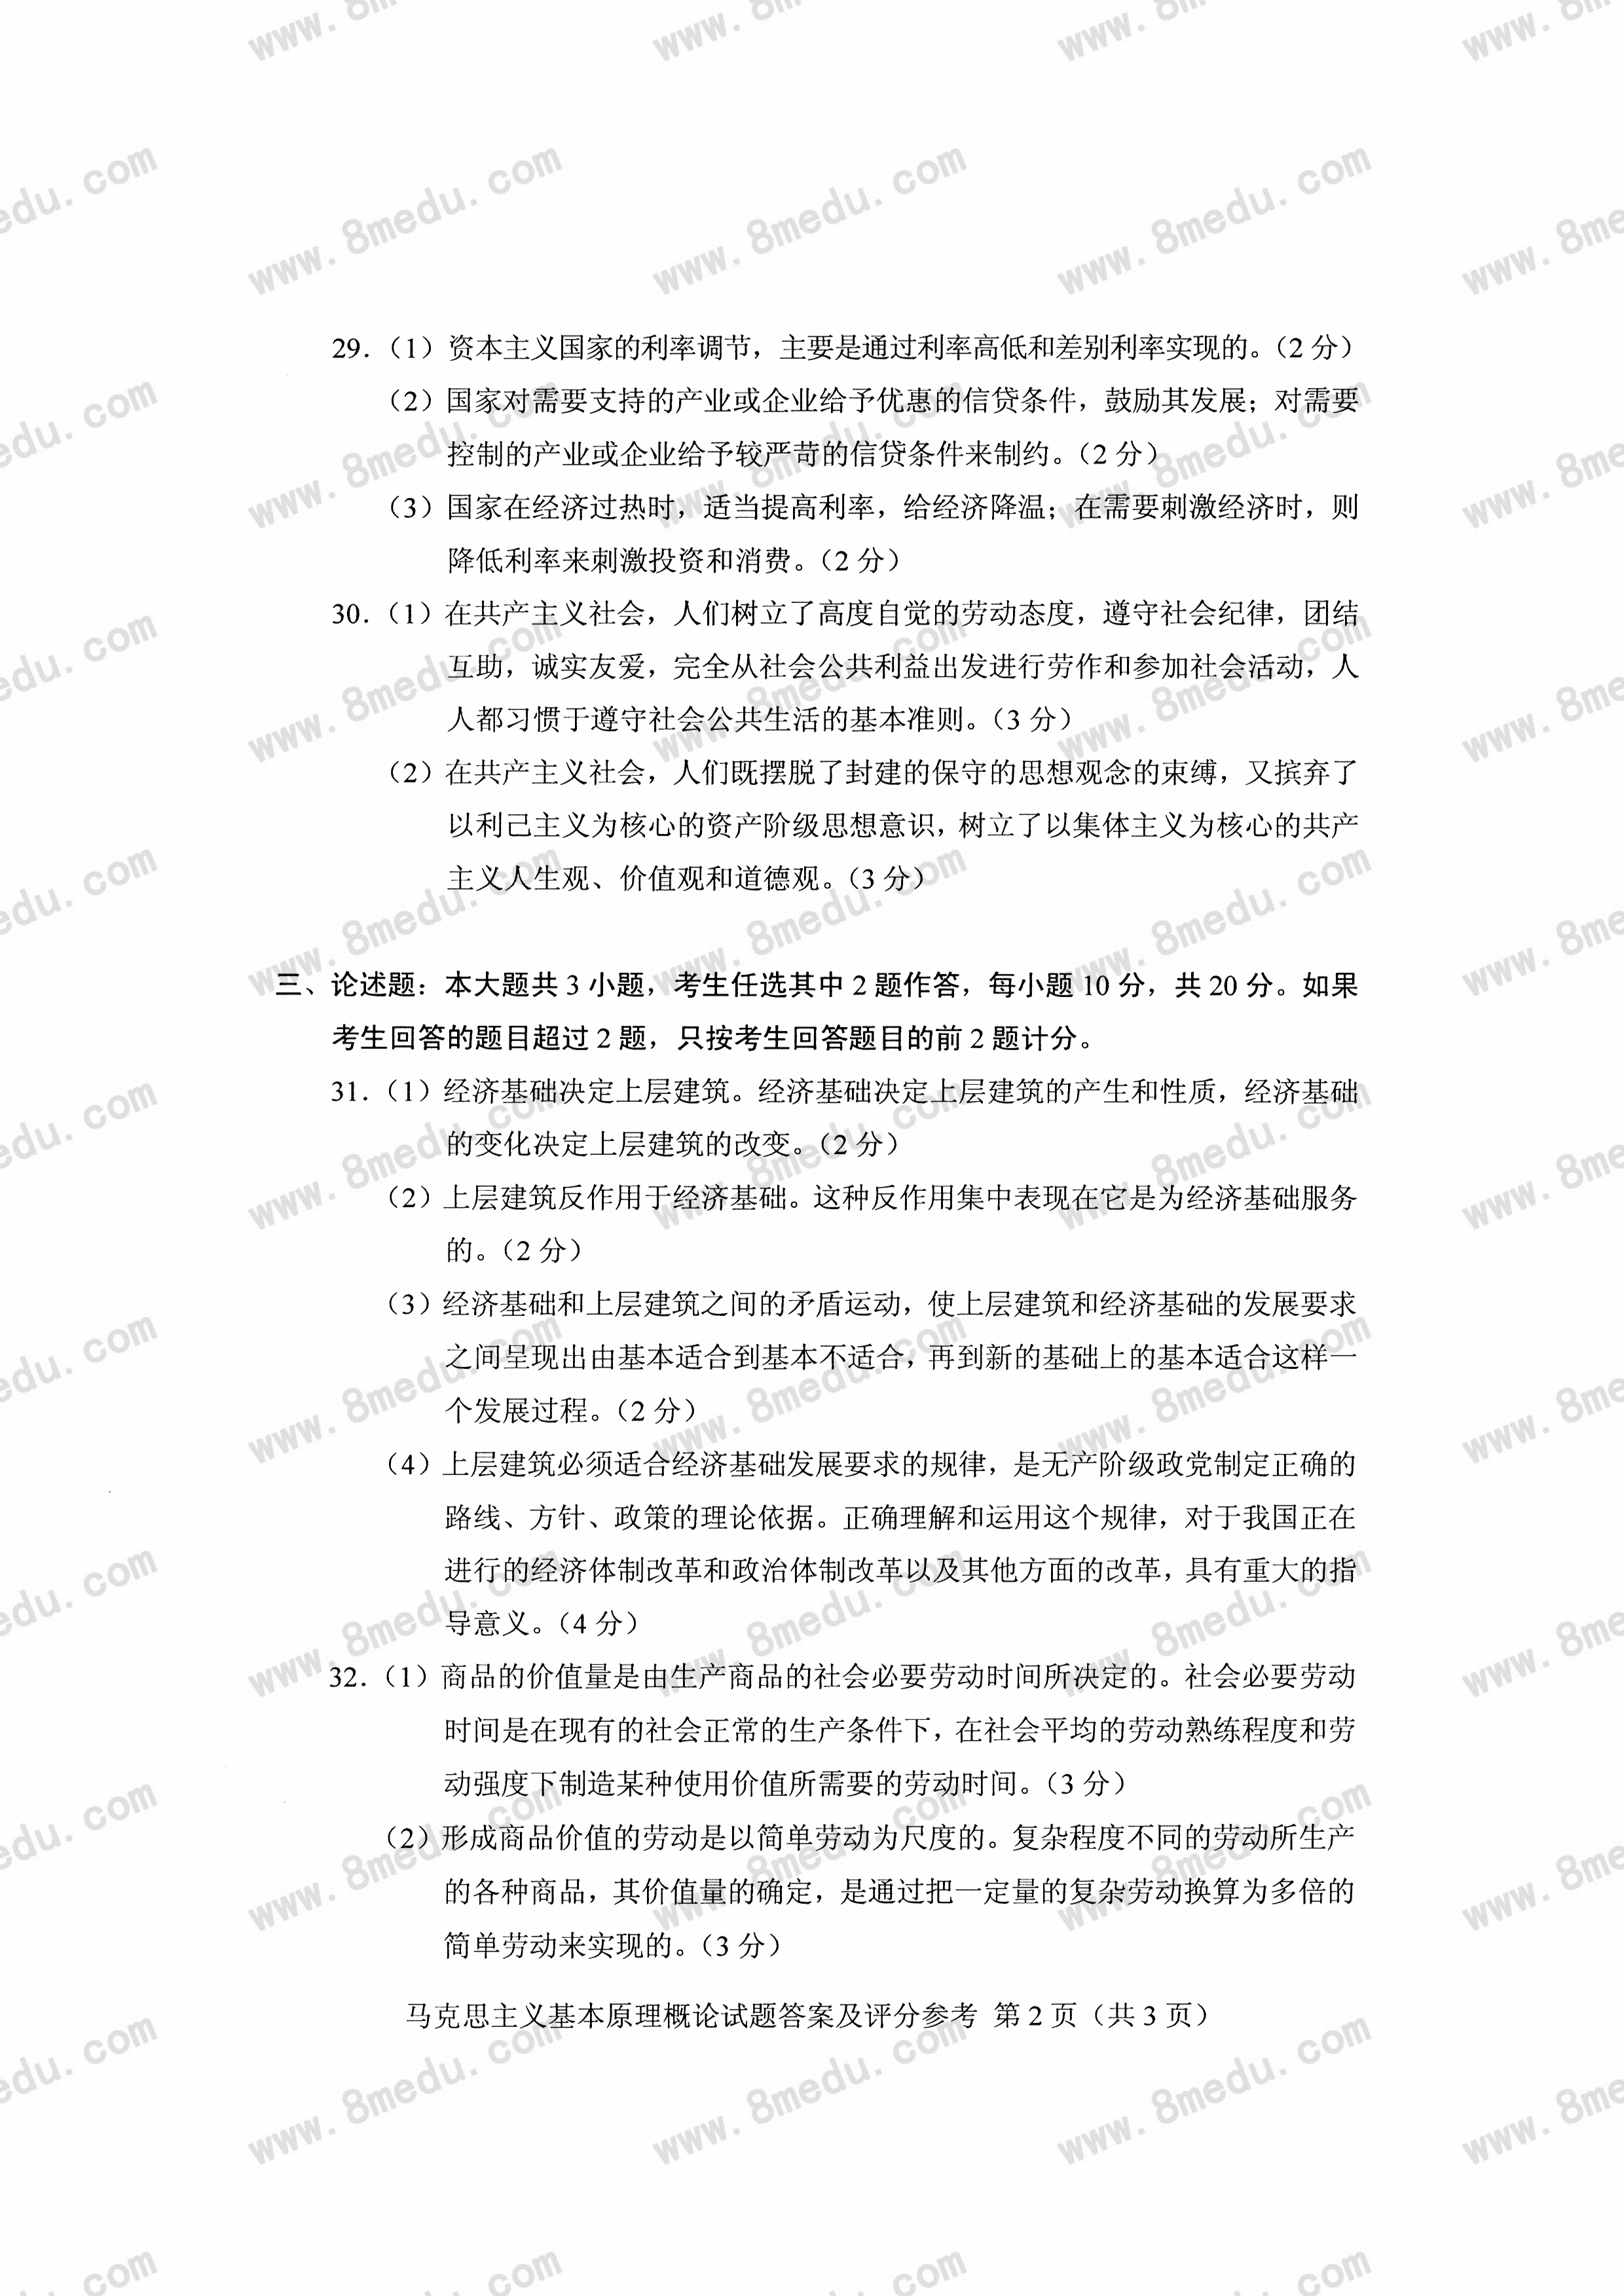 29.（1）资本主义国家的利率调节，主要是通过利率高低和差别利率实现的。（2 分）
（2）国家对需要支持的产业或企业给予优惠的信贷条件，鼓励其发展；对需要
控制的产业或企业给予较严苛的信贷条件来制约。（2 分）
（3）国家在经济过热时，适当提高利率，给经济降温；在需要刺激经济时，则
降低利率来刺激投资和消费。（2 分）
30.（1）在共产主义社会，人们树立了高度自觉的劳动态度，遵守社会纪律，团结
互助，诚实友爱，完全从社会公共利益出发进行劳作和参加社会活动，人
人都习惯于遵守社会公共生活的基本准则。（3 分）
（2）在共产主义社会，人们既摆脱了封建的保守的思想观念的束缚，又摈弃了
以利己主义为核心的资产阶级思想意识，树立了以集体主义为核心的共产
主义人生观、价值观和道德观。（3 分）
三、论述题：本大题共 3 小题，考生任选其中 2 题作答，每小题 10 分，共 20 分。如果
考生回答的题目超过 2 题，只按考生回答题目的前 2 题计分。
31.（1）经济基础决定上层建筑。经济基础决定上层建筑的产生和性质，经济基础
的变化决定上层建筑的改变。（2 分）
（2）上层建筑反作用于经济基础。这种反作用集中表现在它是为经济基础服务
的。（2 分）
（3）经济基础和上层建筑之间的矛盾运动，使上层建筑和经济基础的发展要求
之间呈现出由基本适合到基本不适合，再到新的基础上的基本适合这样一
个发展过程。（2 分）
（4）上层建筑必须适合经济基础发展要求的规律，是无产阶级政党制定正确的
路线、方针、政策的理论依据。正确理解和运用这个规律，对于我国正在
进行的经济体制改革和政治体制改革以及其他方面的改革，具有重大的指
导意义。（4 分）
32.（1）商品的价值量是由生产商品的社会必要劳动时间所决定的。社会必要劳动
时间是在现有的社会正常的生产条件下，在社会平均的劳动熟练程度和劳
动强度下制造某种使用价值所需要的劳动时间。（3 分）
（2）形成商品价值的劳动是以简单劳动为尺度的。复杂程度不同的劳动所生产
的各种商品，其价值量的确定，是通过把一定量的复杂劳动换算为多倍的
简单劳动来实现的。（3 分）
马克思主义基本原理概论试题答案及评分参考 第 2 页（共 3 页）
www.8medu.com